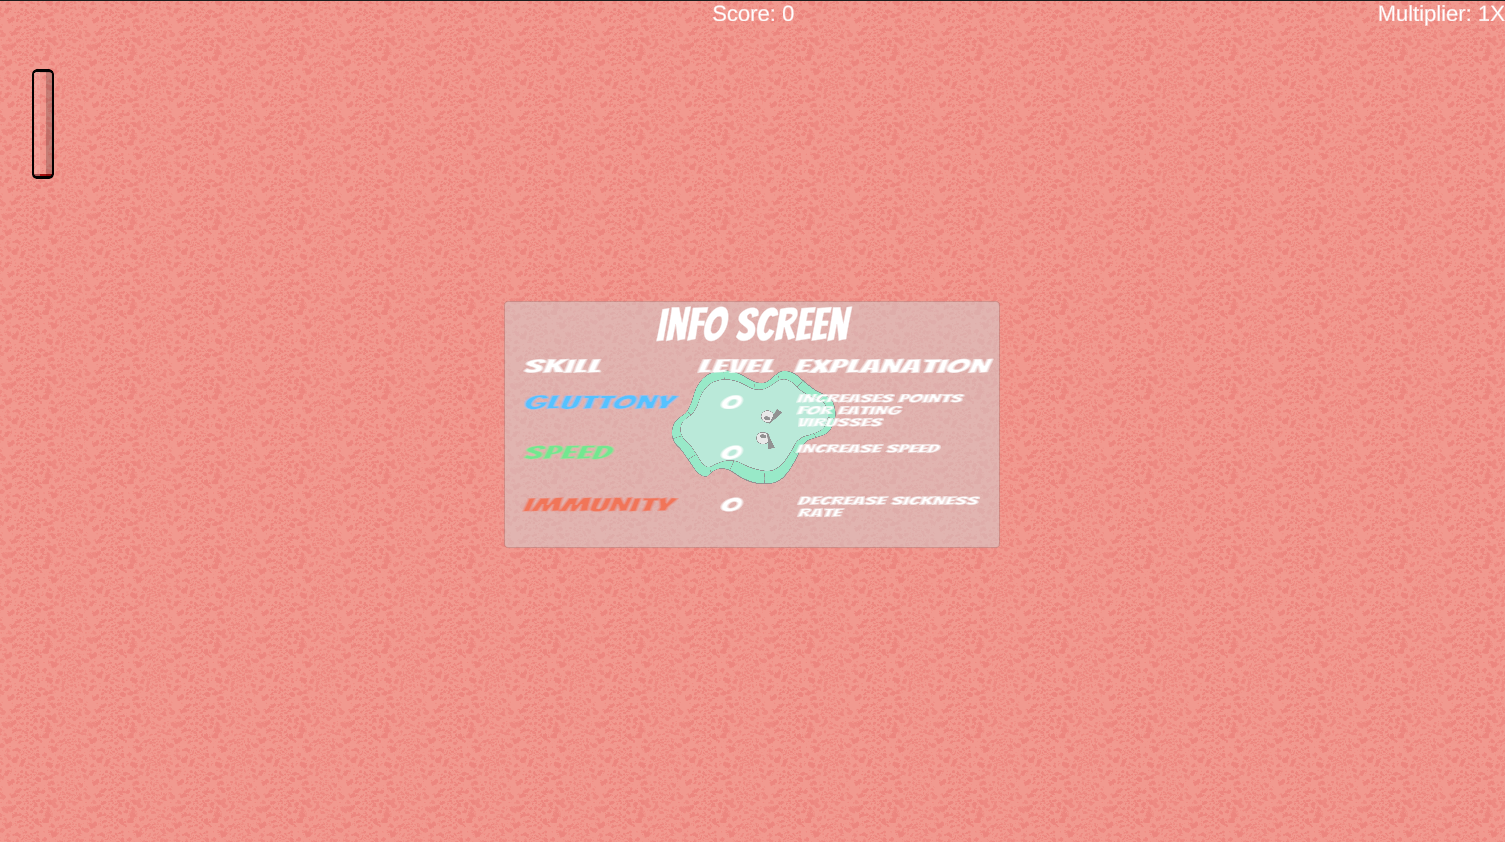 Score: 0
Multiplier: 1X
INFO SCREEN
SKILL LEVEL EXPLANATION
GLUTTONY 0 INCREASES POINTS
FOR EATING
VIRUSSES
SPEED 0 INCREASE SPEED
IMMUNITY 0 DECREASE SICKNESS
RATE